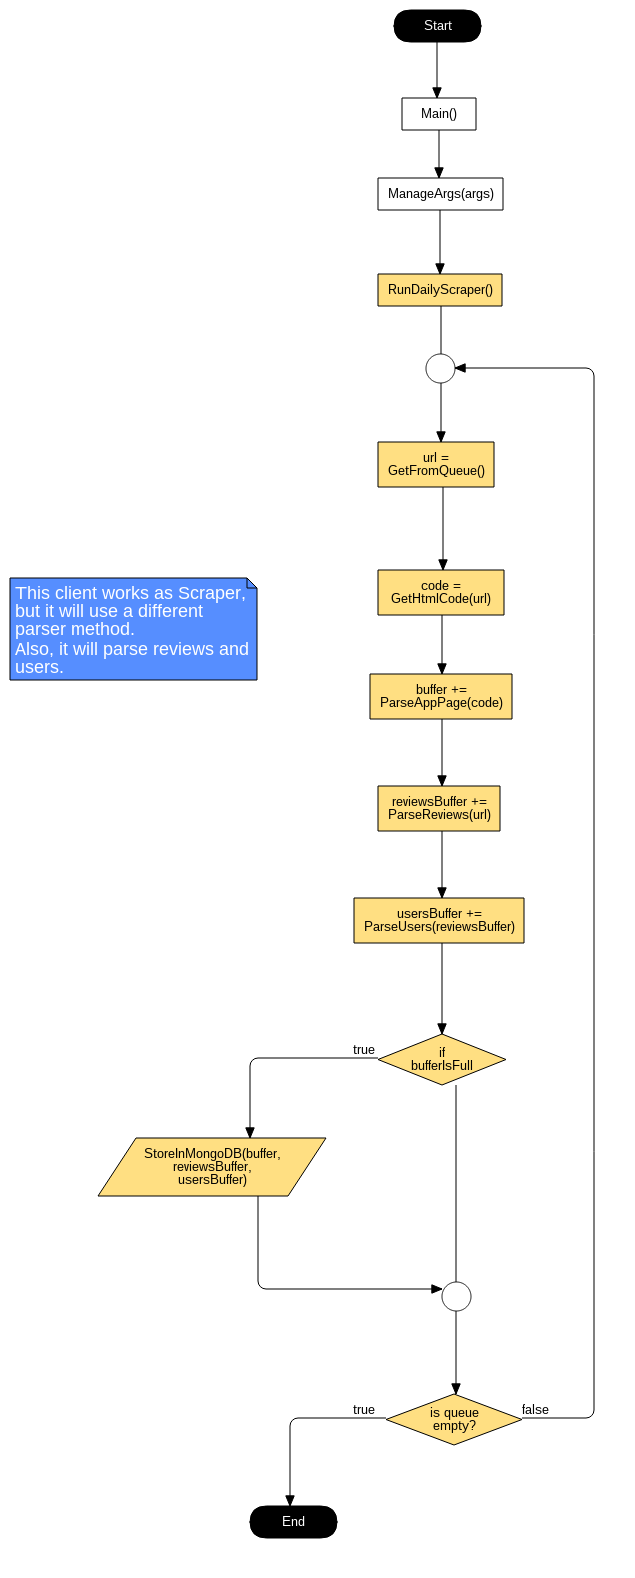 Start
Main()
ManageArgs(args)
RunDailyScraper()
url =
GetFromQueue()
This client works as Scraper,
but it will use a different
parser method.
Also, it will parse reviews and
users.
code =
GetHtmlCode(url)
buffer +=
ParseAppPage(code)
reviewsBuffer +=
ParseReviews(url)
usersBuffer +=
ParseUsers(reviewsBuffer)
true
if
bufferIsFull
StoreInMongoDB(buffer,
reviewsBuffer,
usersBuffer)
true
is queue
empty?
false
End